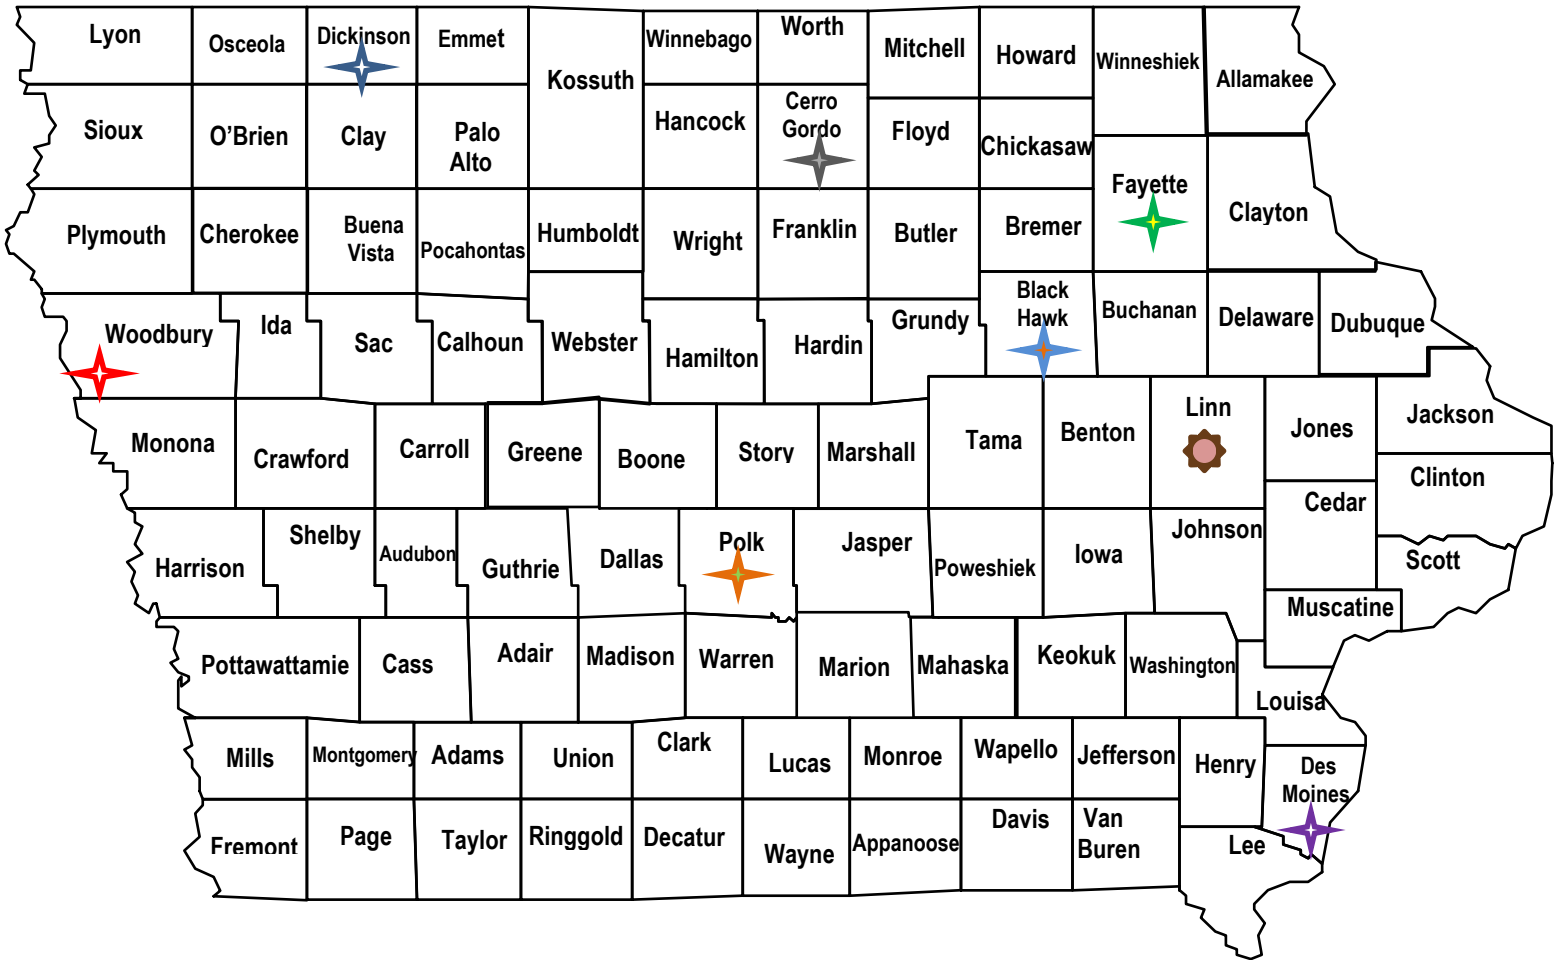 Lyon
Osceola
Dickinson
Emmet
Kossuth
Winnebago
Worth
Mitchell
Howard
Winneshiek
Allamakee
Sioux
O’Brien
Clay
Palo
Alto
Hancock
Cerro
Gordo
Floyd
Chickasaw
Fayette
Clayton
Plymouth
Cherokee
Buena
Vista
Pocahontas
Humboldt
Wright
Franklin
Butler
Bremer
Woodbury
Ida
Sac
Calhoun
Webster
Hamilton
Hardin
Grundy
Black
Hawk
Buchanan
Delaware
Dubuque
Monona
Crawford
Carroll
Greene
Boone
Story
Marshall
Tama
Benton
Linn
Jones
Jackson
Clinton
Cedar
Harrison
Shelby
Audubon
Guthrie
Dallas
Polk
Jasper
Poweshiek
Iowa
Johnson
Scott
Muscatine
Pottawattamie
Cass
Adair
Madison
Warren
Marion
Mahaska
Keokuk
Washington
Louisa
Mills
Montgomery
Adams
Union
Clark
Lucas
Monroe
Wapello
Jefferson
Henry
Des
Moines
Fremont
Page
Taylor
Ringgold
Decatur
Wayne
Appanoose
Davis
Van
Buren
Lee